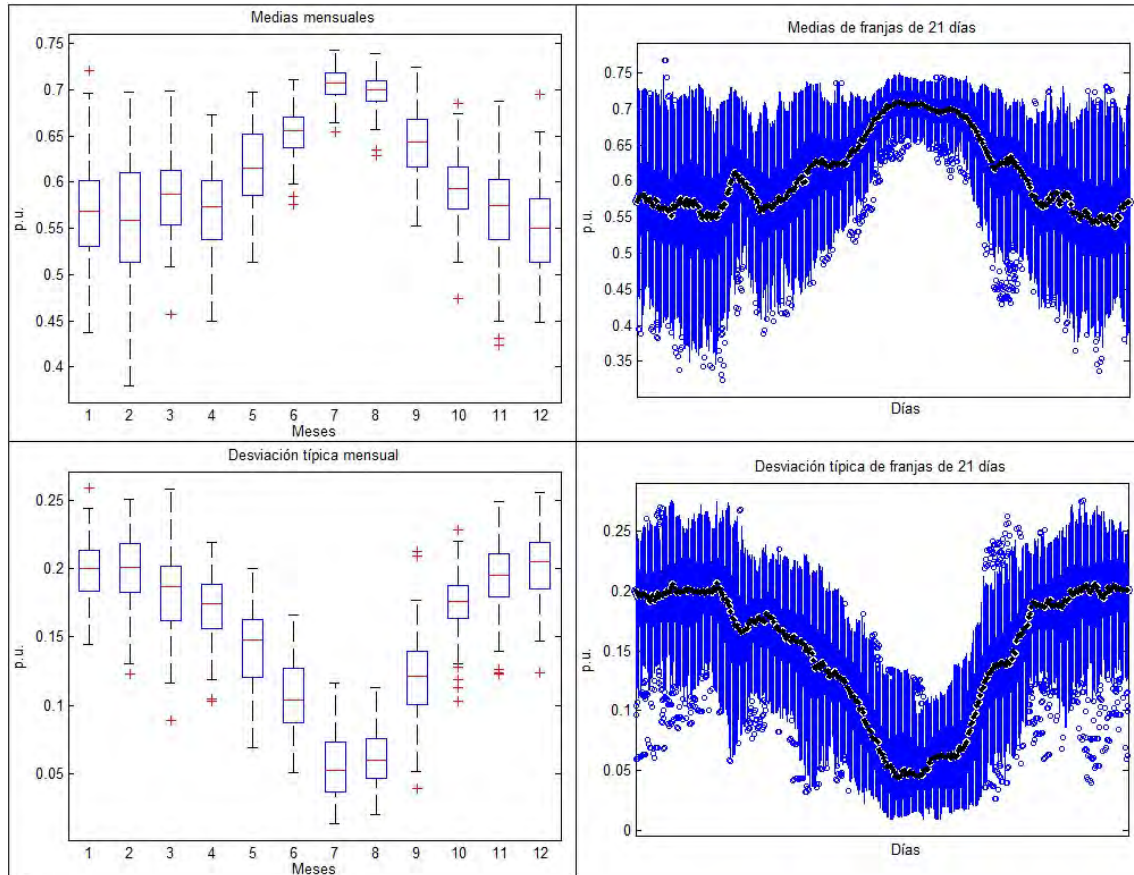 Medias mensuales
0.75
0.7
0.65
0.6
0.55
0.5
0.45
0.4
p.u.
1 2 3 4 5 6 7 8 9 10 11 12
Meses
Medias de franjas de 21 días
0.75
0.7
0.65
0.6
0.55
0.5
0.45
0.4
0.35
p.u.
Días
Desviación típica mensual
0.25
0.2
0.15
0.1
0.05
p.u.
1 2 3 4 5 6 7 8 9 10 11 12
Meses
Desviación típica de franjas de 21 días
0.25
0.2
0.15
0.1
0.05
0
p.u.
Días